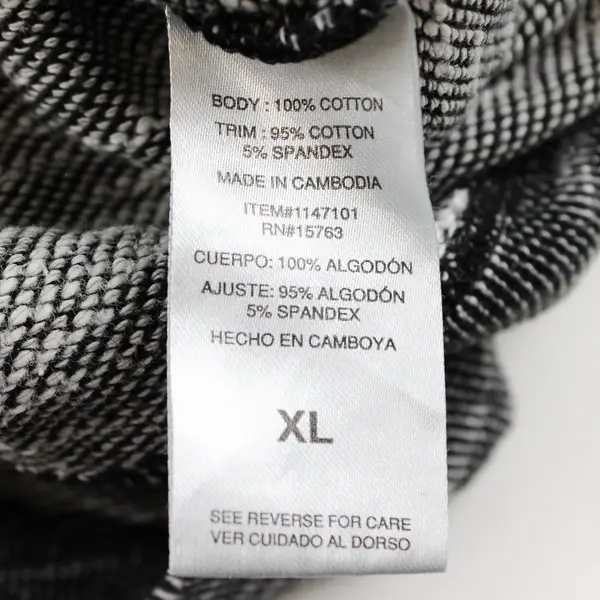 BODY : 100% COTTON
TRIM : 95% COTTON
5% SPANDEX
MADE IN CAMBODIA
ITEM#1147101
RN#15763
CUERPO: 100% ALGODÓN
AJUSTE: 95% ALGODÓN
5% SPANDEX
HECHO EN CAMBOYA
XL
SEE REVERSE FOR CARE
VER CUIDADO AL DORSO